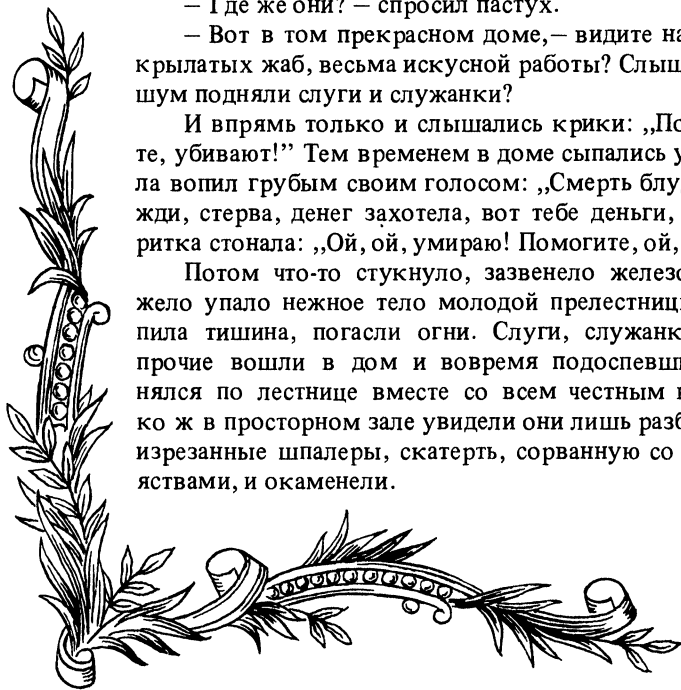 – Где же они? – спросил пастух.
– Вот в том прекрасном доме,– видите на
крылатых жаб, весьма искусной работы? Слыш
шум подняли слуги и служанки?
И впрямь только и слышались крики: „По
те, убивают!” Тем временем в доме сыпались у
ла вопил грубым своим голосом: „Смерть блу
жди, стерва, денег захотела, вот тебе деньги,
ритка стонала: „Ой, ой, умираю! Помогите, ой,
Потом что-то стукнуло, зазвенело желез
жело упало нежное тело молодой прелестниц
пила тишина, погасли огни. Слуги, служанк
прочие вошли в дом и вовремя подоспевш
нялся по лестнице вместе со всем честным
ко ж в просторном зале увидели они лишь разб
изрезанные шпалеры, скатерть, сорванную со
яствами, и окаменели.